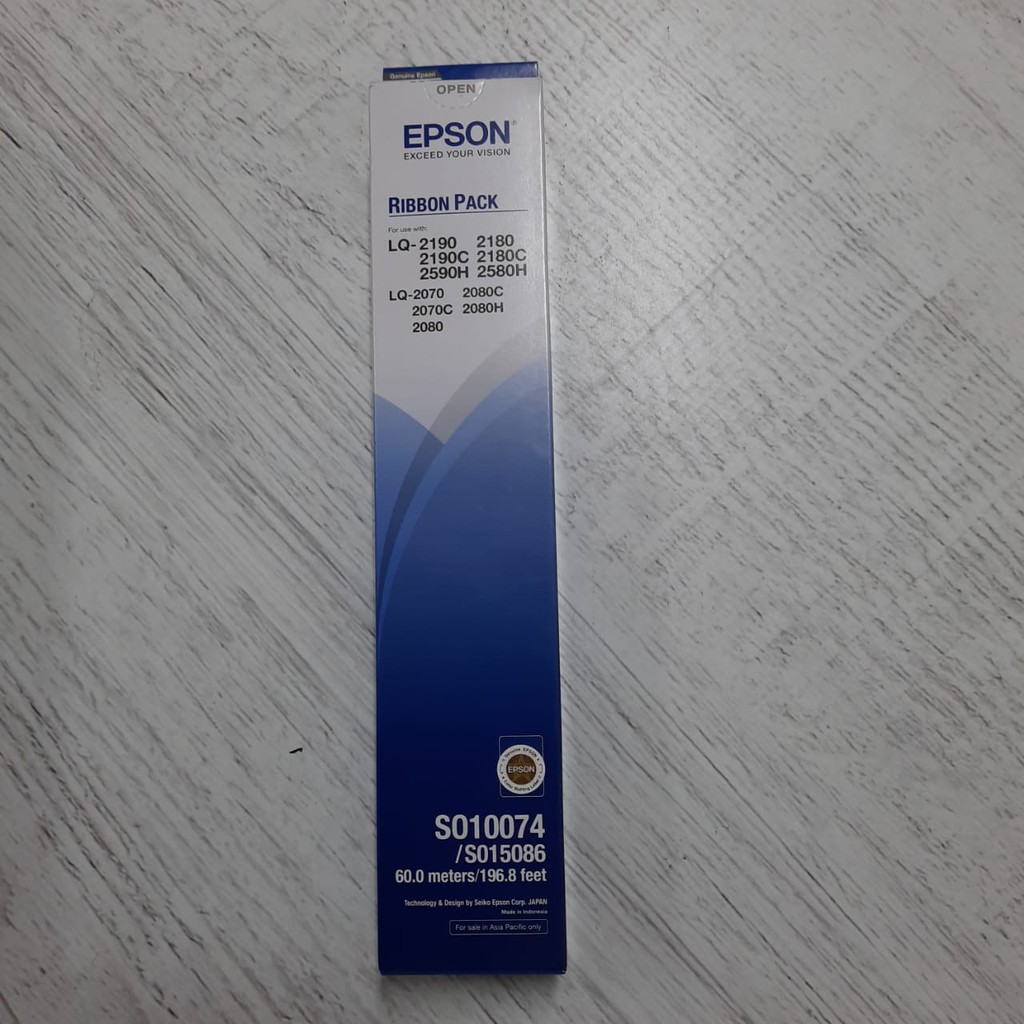 Genuine Epson
OPEN
EPSON®
EXCEED YOUR VISION
RIBBON PACK
For use with:
LQ-2190 2180
2190C 2180C
2590H 2580H
LQ-2070 2080C
2070C 2080H
2080
Genuine EPSON
EPSON
S010074
/S015086
60.0 meters/196.8 feet
Technology & Design by Seiko Epson Corp. JAPAN
Made in Indonesia
For sale in Asia Pacific only